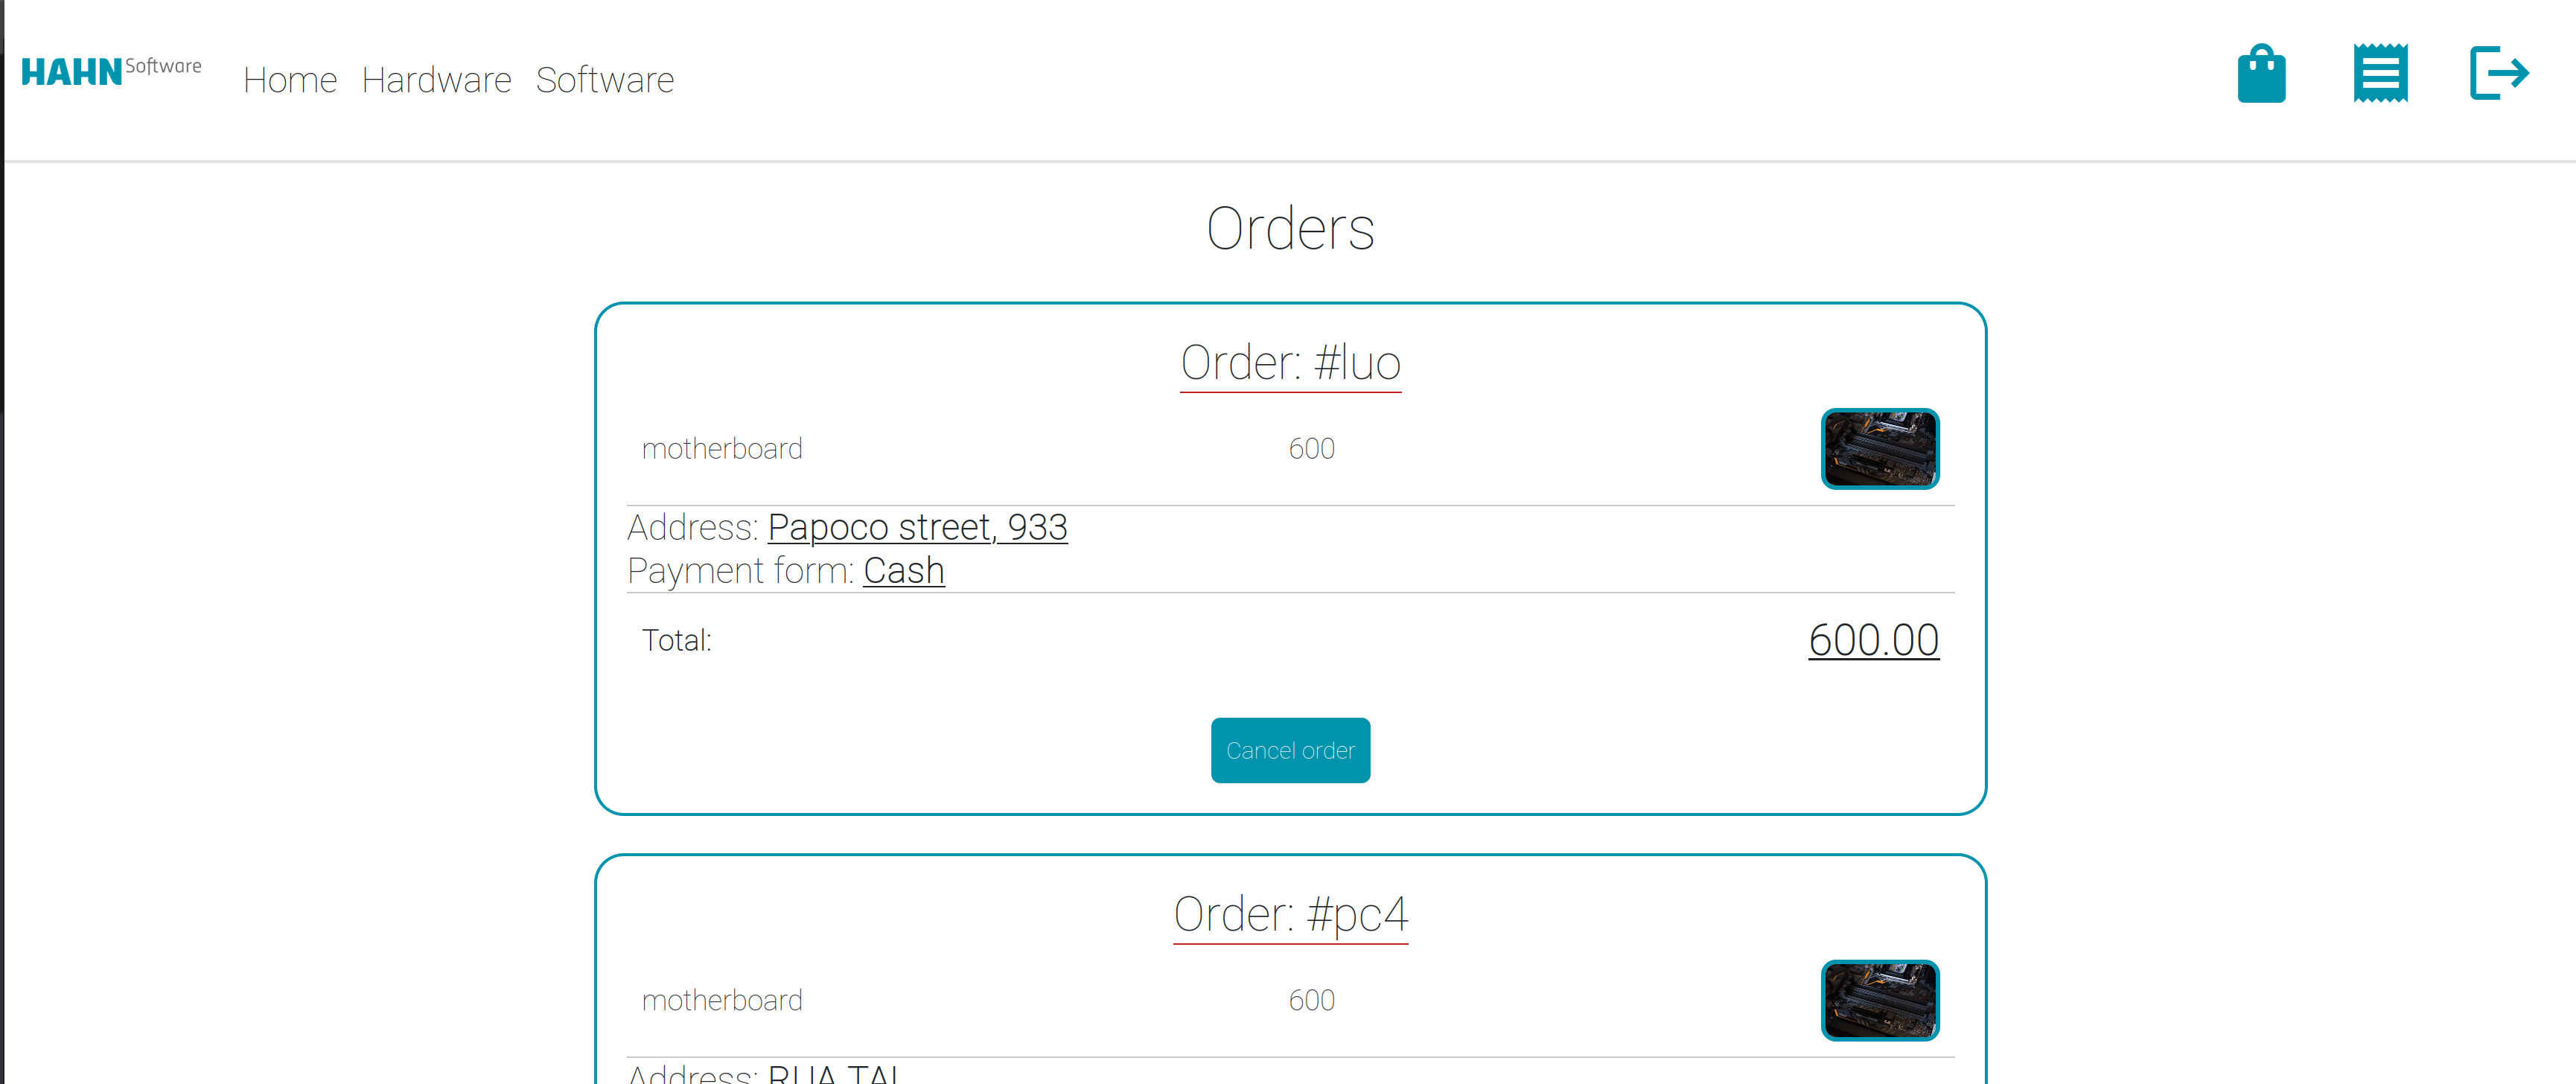 HAHN Software
Home Hardware Software
Orders
Order: #luo
motherboard 600
Address: Papoco street, 933
Payment form: Cash
Total: 600.00
Cancel order
Order: #pc4
motherboard 600
Address: RUA TAL